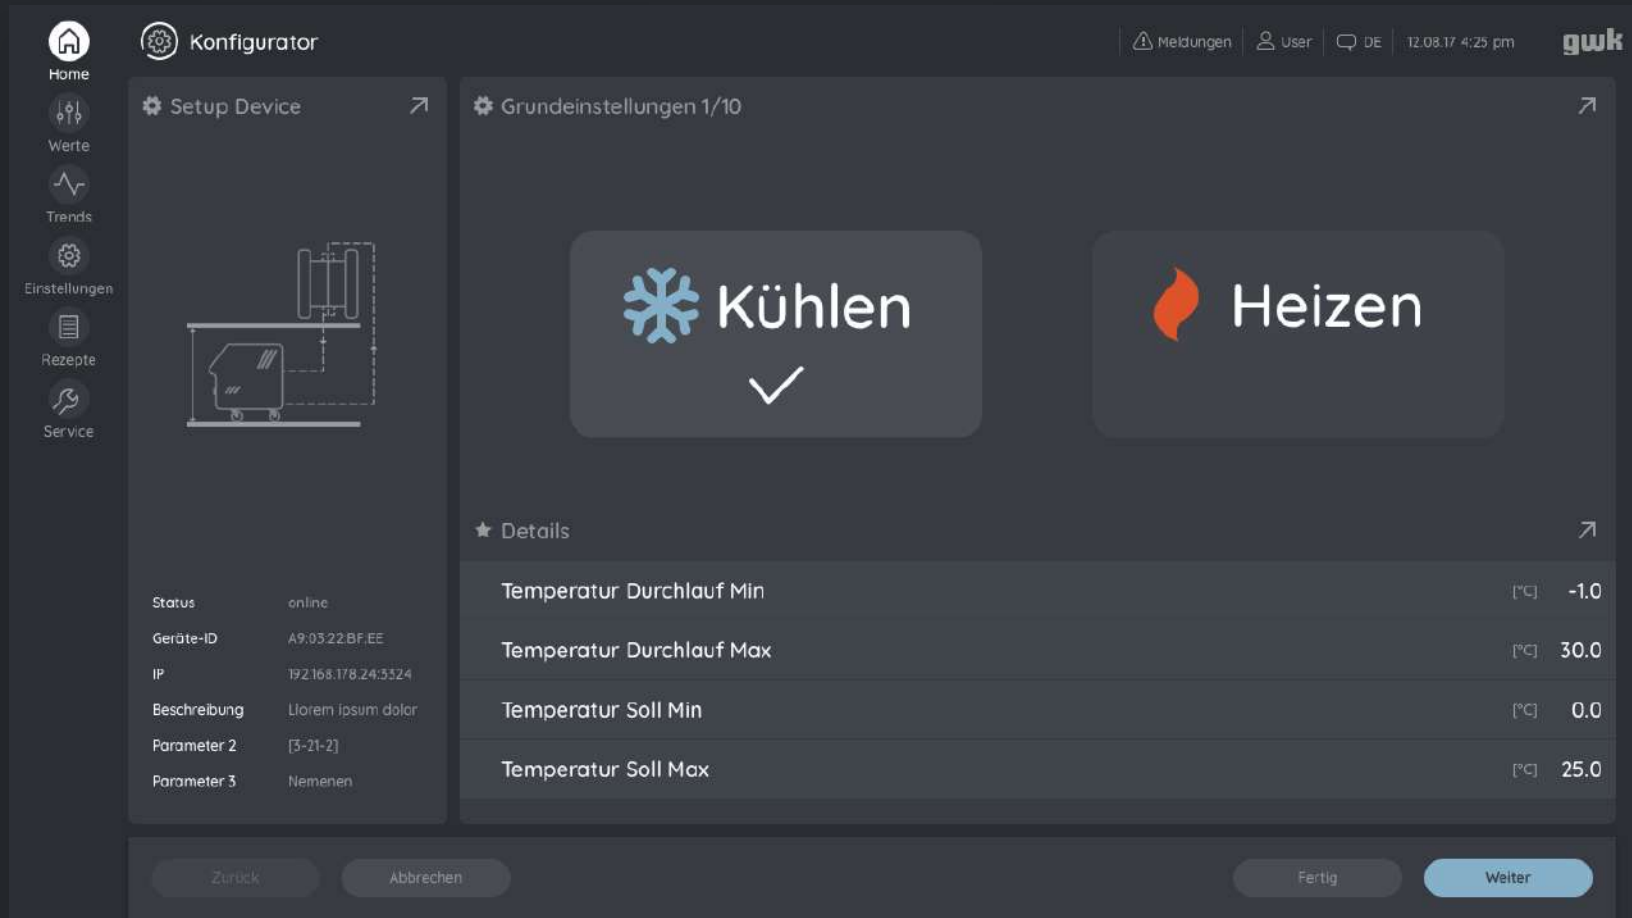 Home
Konfigurator
Meldungen
User
DE
12.08.17 4:25 pm
gwk
Werte
Trends
Einstellungen
Rezepte
Service
Setup Device
Status online
Geräte-ID A9:03:22:BF:EE
IP 192.168.178.24:3324
Beschreibung Llorem ipsum dolor
Parameter 2 [3-21-2]
Parameter 3 Nemenen
Grundeinstellungen 1/10
Kühlen
Heizen
Details
Temperatur Durchlauf Min [°C] -1.0
Temperatur Durchlauf Max [°C] 30.0
Temperatur Soll Min [°C] 0.0
Temperatur Soll Max [°C] 25.0
Zurück
Abbrechen
Fertig
Weiter